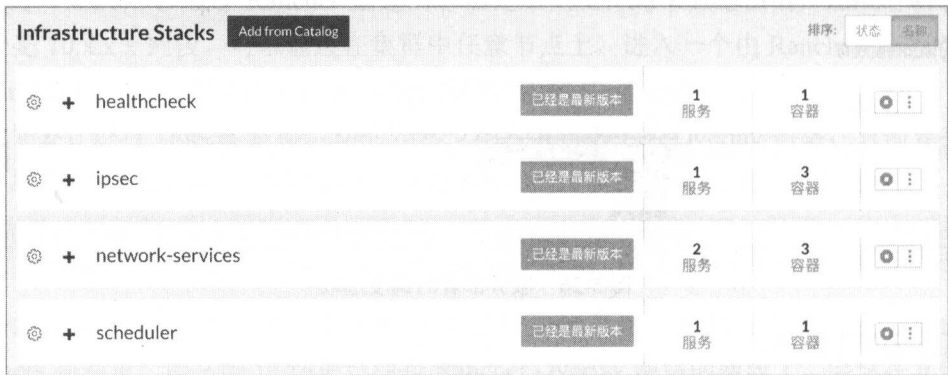 Infrastructure Stacks Add from Catalog 排序: 状态 名称
healthcheck 已经是最新版本 1 服务 1 容器
ipsec 已经是最新版本 1 服务 3 容器
network-services 已经是最新版本 2 服务 3 容器
scheduler 已经是最新版本 1 服务 1 容器